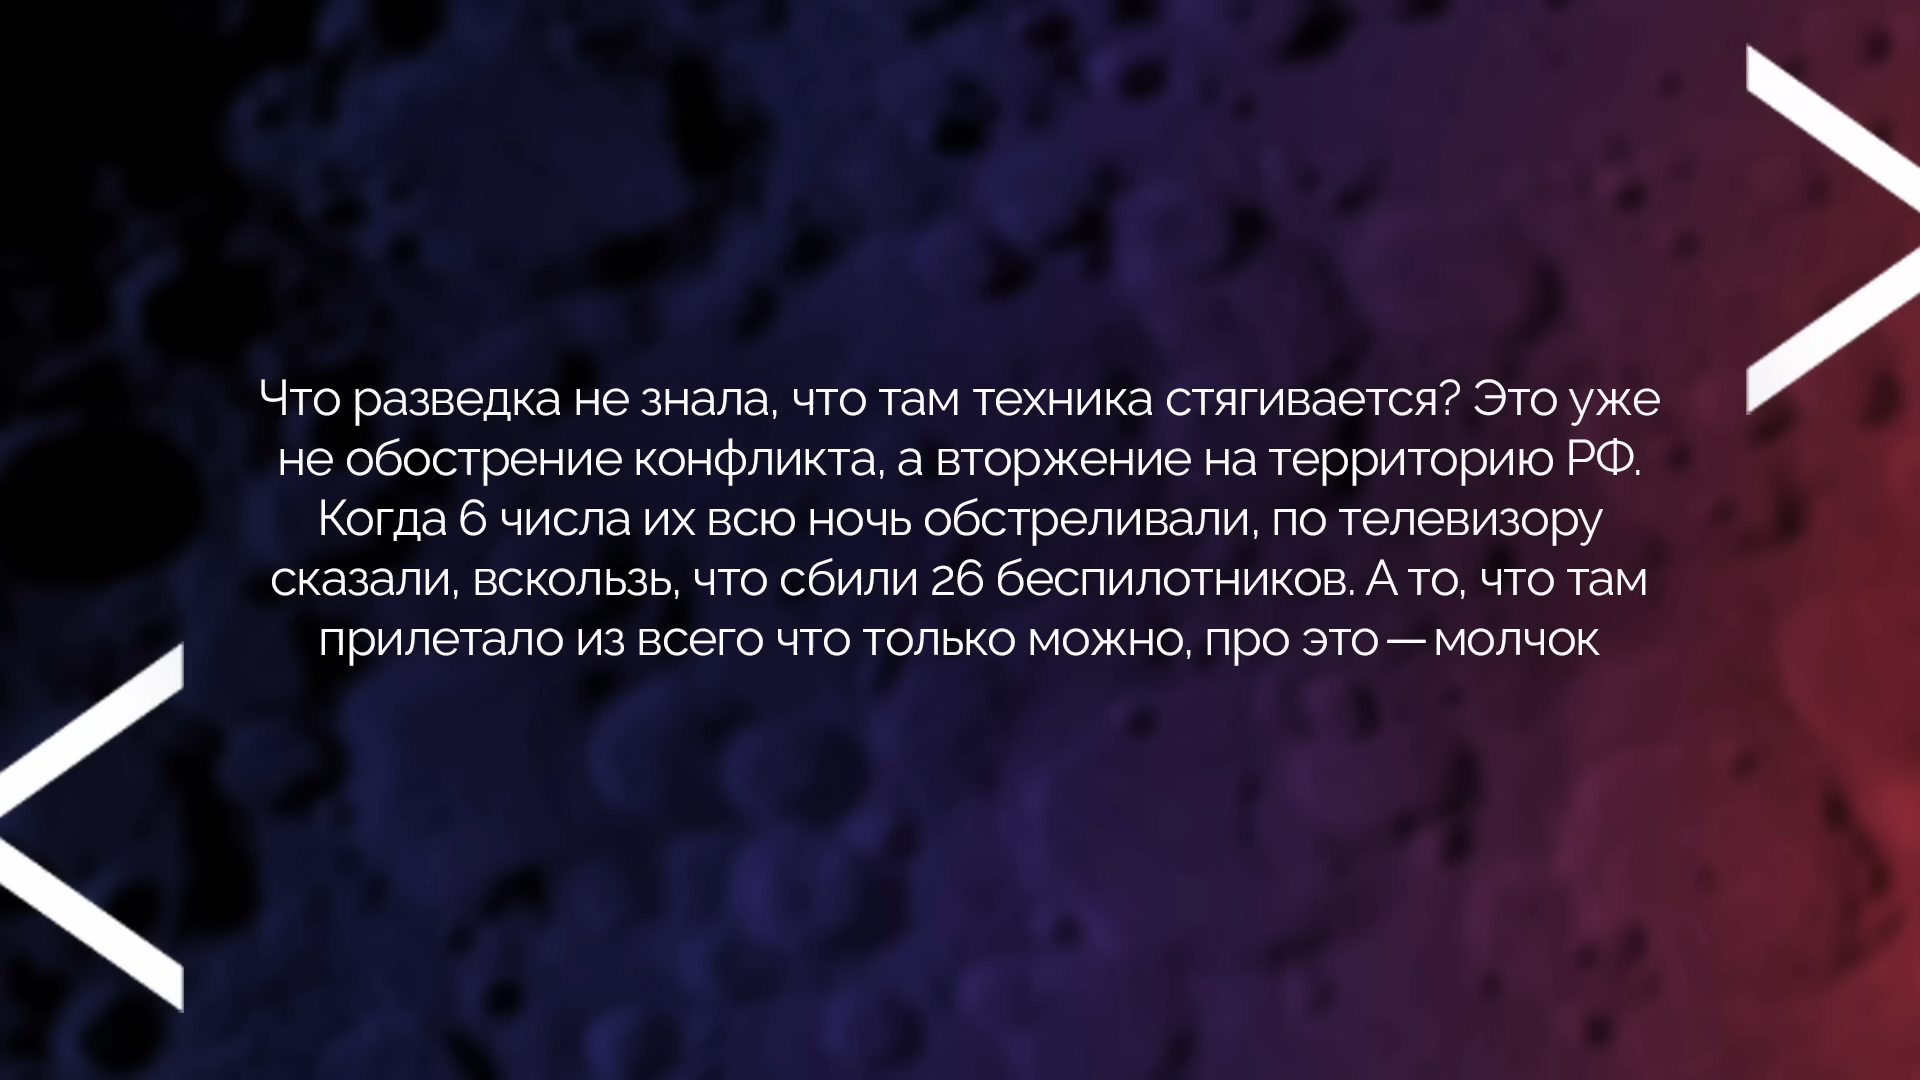 Что разведка не знала, что там техника стягивается? Это уже
не обострение конфликта, а вторжение на территорию РФ.
Когда 6 числа их всю ночь обстреливали, по телевизору
сказали, вскользь, что сбили 26 беспилотников. А то, что там
прилетало из всего что только можно, про это — молчок